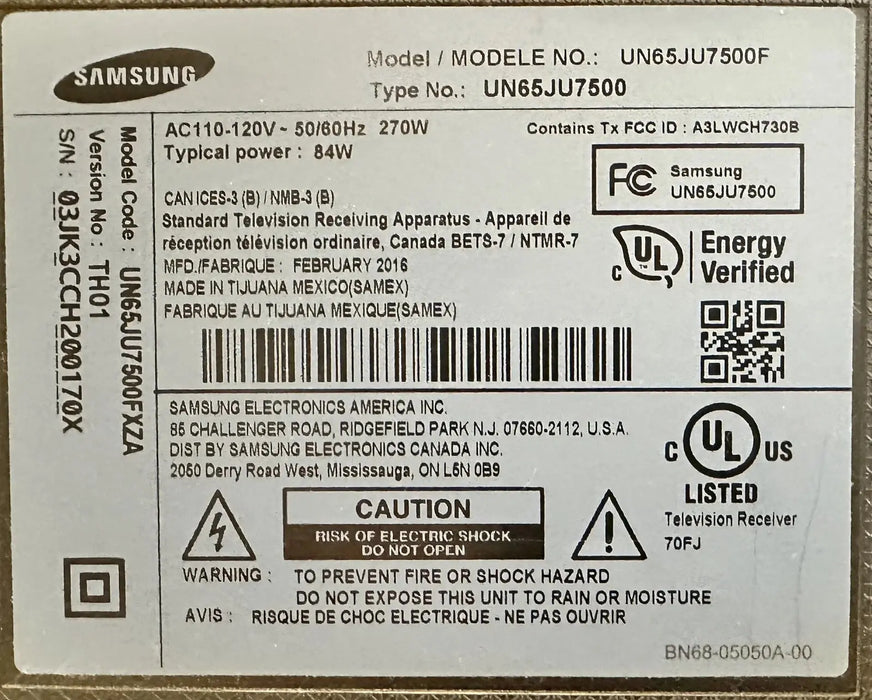 SAMSUNG
Model / MODELE NO.: UN65JU7500F
Type No.: UN65JU7500
Model Code : UN65JU7500FXZA
Version No : TH01
S/N : 03JK3CCH200170X
AC110-120V~ 50/60Hz 270W
Typical power : 84W
Contains Tx FCC ID : A3LWCH730B
FC Samsung
UN65JU7500
CAN ICES-3 (B) / NMB-3 (B)
Standard Television Receiving Apparatus - Appareil de
réception télévision ordinaire, Canada BETS-7 / NTMR-7
MFD./FABRIQUE : FEBRUARY 2016
MADE IN TIJUANA MEXICO(SAMEX)
FABRIQUE AU TIJUANA MEXIQUE(SAMEX)
C UL TM Energy
Verified
SAMSUNG ELECTRONICS AMERICA INC.
85 CHALLENGER ROAD, RIDGEFIELD PARK N.J. 07660-2112, U.S.A.
DIST BY SAMSUNG ELECTRONICS CANADA INC.
2050 Derry Road West, Mississauga, ON L5N 0B9
C UL US
LISTED
Television Receiver
70FJ
CAUTION
RISK OF ELECTRIC SHOCK
DO NOT OPEN
!
WARNING : TO PREVENT FIRE OR SHOCK HAZARD
DO NOT EXPOSE THIS UNIT TO RAIN OR MOISTURE
AVIS : RISQUE DE CHOC ELECTRIQUE - NE PAS OUVRIR
BN68-05050A-00